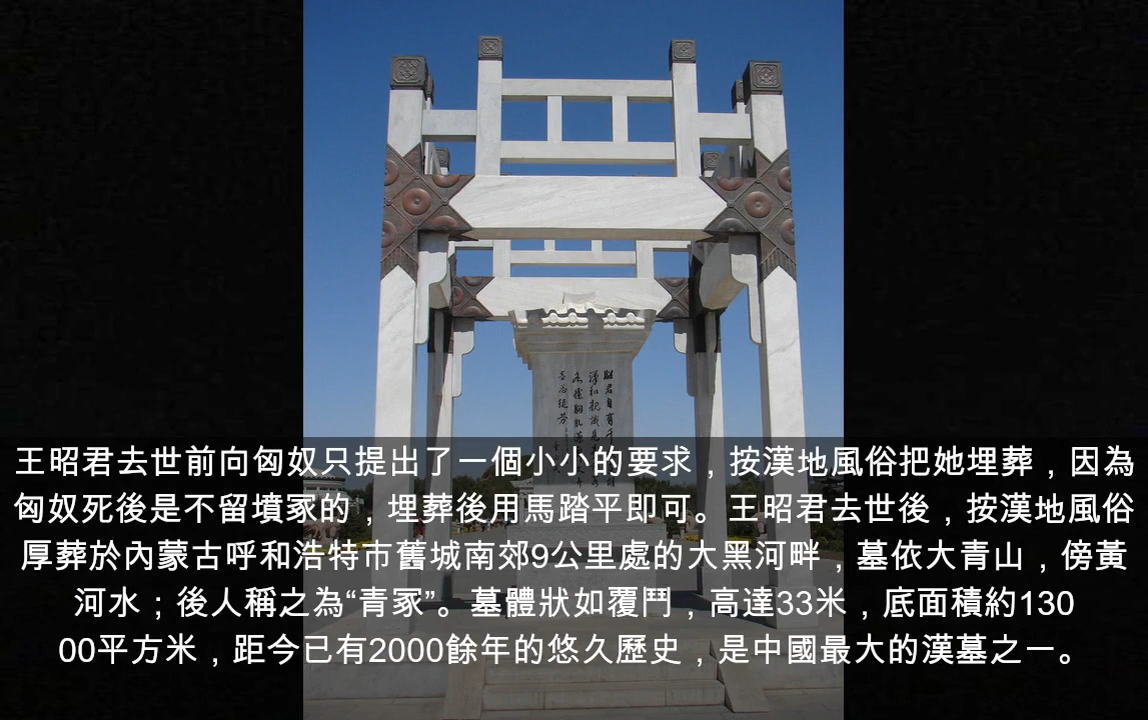 王昭君去世前向匈奴只提出了一個小小的要求，按漢地風俗把她埋葬，因為
匈奴死後是不留墳冢的，埋葬後用馬踏平即可。王昭君去世後，按漢地風俗
厚葬於內蒙古呼和浩特市舊城南郊9公里處的大黑河畔，墓依大青山，傍黃
河水；後人稱之為“青冢”。墓體狀如覆鬥，高達33米，底面積約130
00平方米，距今已有2000餘年的悠久歷史，是中國最大的漢墓之一。